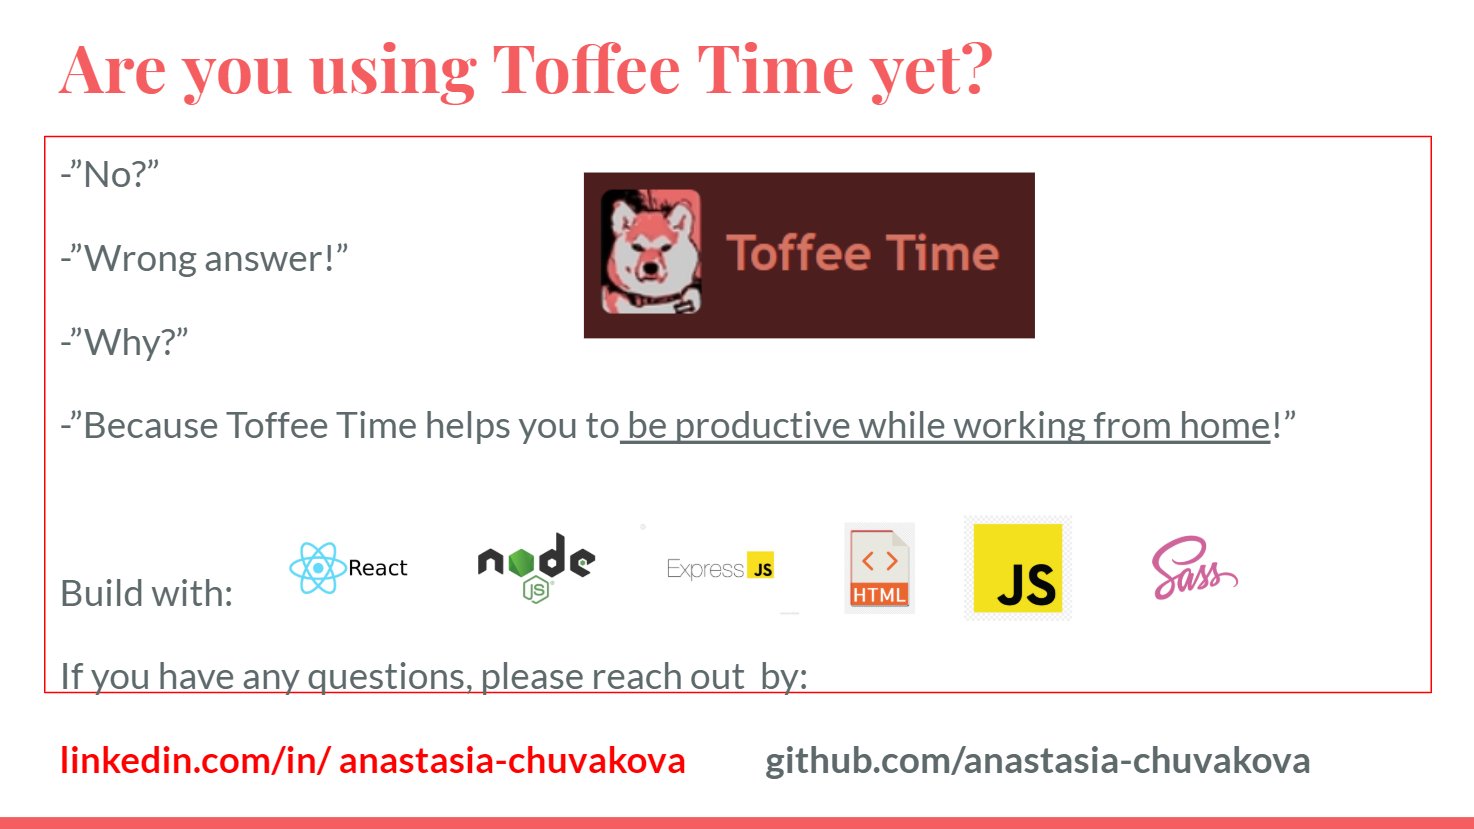 Are you using Toffee Time yet?
-”No?”
Toffee Time
-”Wrong answer!”
-”Why?”
-”Because Toffee Time helps you to be productive while working from home!”
Build with:
React
node
JS
Express JS
HTML
JS
Sass
If you have any questions, please reach out  by:
linkedin.com/in/ anastasia-chuvakova
github.com/anastasia-chuvakova